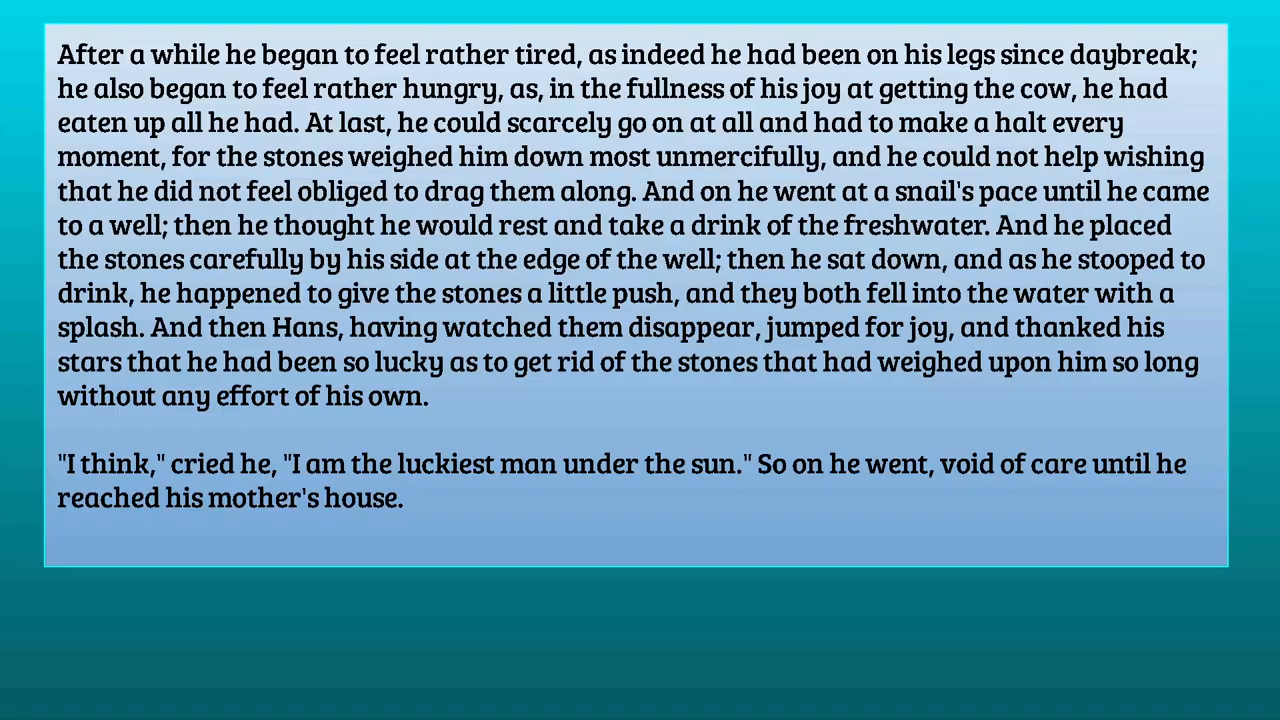 After a while he began to feel rather tired, as indeed he had been on his legs since daybreak;
he also began to feel rather hungry, as, in the fullness of his joy at getting the cow, he had
eaten up all he had. At last, he could scarcely go on at all and had to make a halt every
moment, for the stones weighed him down most unmercifully, and he could not help wishing
that he did not feel obliged to drag them along. And on he went at a snail's pace until he came
to a well; then he thought he would rest and take a drink of the freshwater. And he placed
the stones carefully by his side at the edge of the well; then he sat down, and as he stooped to
drink, he happened to give the stones a little push, and they both fell into the water with a
splash. And then Hans, having watched them disappear, jumped for joy, and thanked his
stars that he had been so lucky as to get rid of the stones that had weighed upon him so long
without any effort of his own.
"I think," cried he, "I am the luckiest man under the sun." So on he went, void of care until he
reached his mother's house.